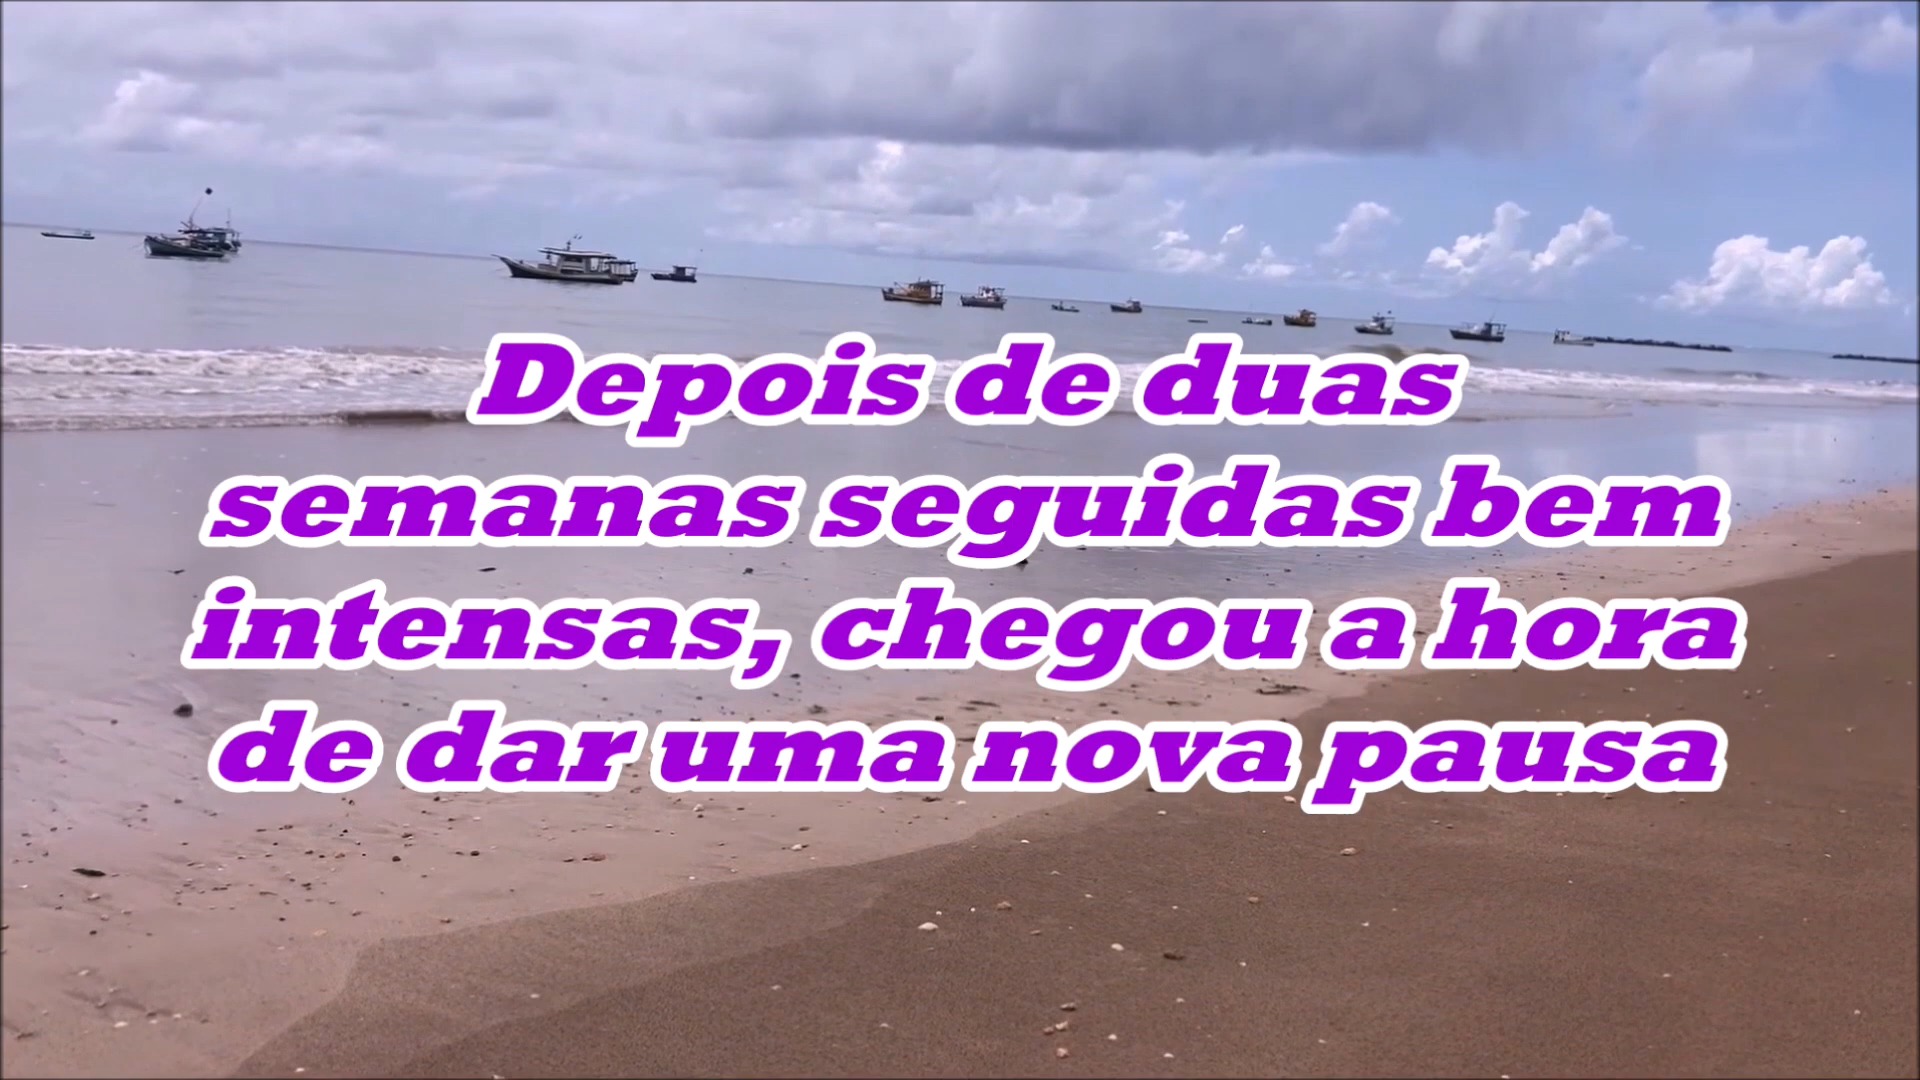 Depois de duas
semanas seguidas bem
intensas, chegou a hora
de dar uma nova pausa